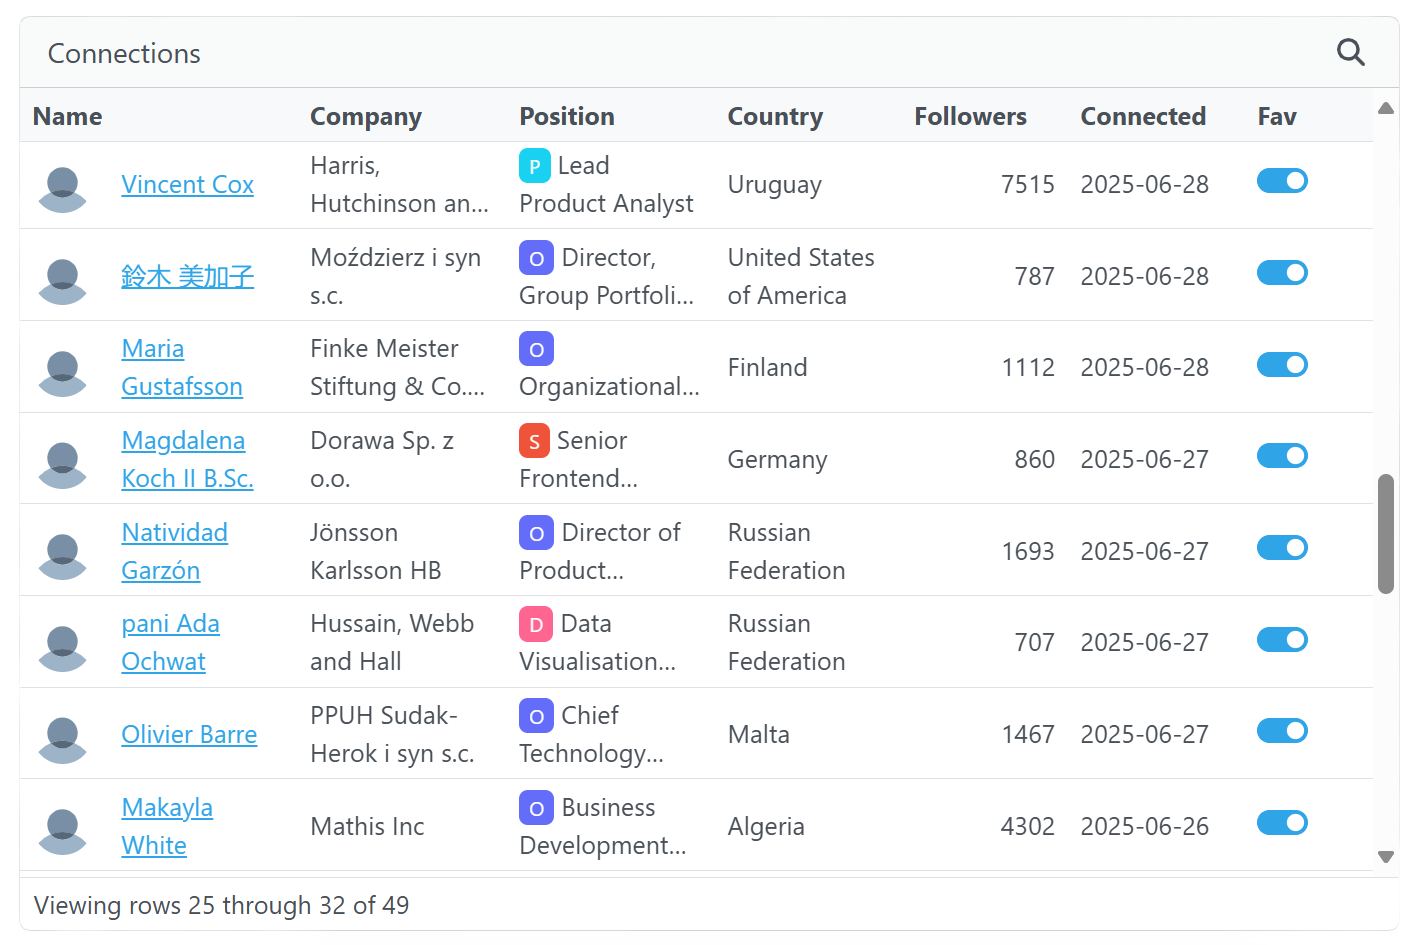 Connections
Name Company Position Country Followers Connected Fav
Vincent Cox Harris, Hutchinson an... P Lead Product Analyst Uruguay 7515 2025-06-28
鈴木 美加子 Moździerz i syn s.c. O Director, Group Portfoli... United States of America 787 2025-06-28
Maria Gustafsson Finke Meister Stiftung & Co.... O Organizational... Finland 1112 2025-06-28
Magdalena Koch II B.Sc. Dorawa Sp. z o.o. S Senior Frontend... Germany 860 2025-06-27
Natividad Garzón Jönsson Karlsson HB O Director of Product... Russian Federation 1693 2025-06-27
pani Ada Ochwat Hussain, Webb and Hall D Data Visualisation... Russian Federation 707 2025-06-27
Olivier Barre PPUH Sudak-Herok i syn s.c. O Chief Technology... Malta 1467 2025-06-27
Makayla White Mathis Inc O Business Development... Algeria 4302 2025-06-26
Viewing rows 25 through 32 of 49